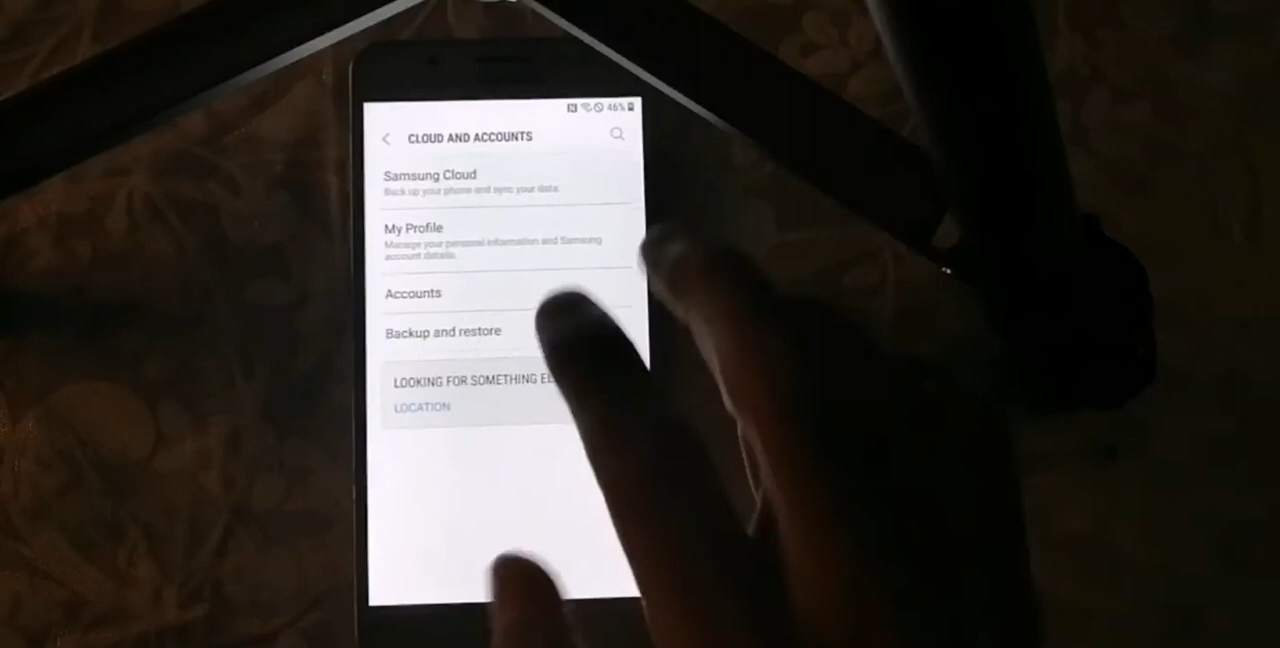 46%
CLOUD AND ACCOUNTS
Samsung Cloud
Back up your phone and sync your data.
My Profile
Manage your personal information and Samsung
account details.
Accounts
Backup and restore
LOOKING FOR SOMETHING
LOCATION